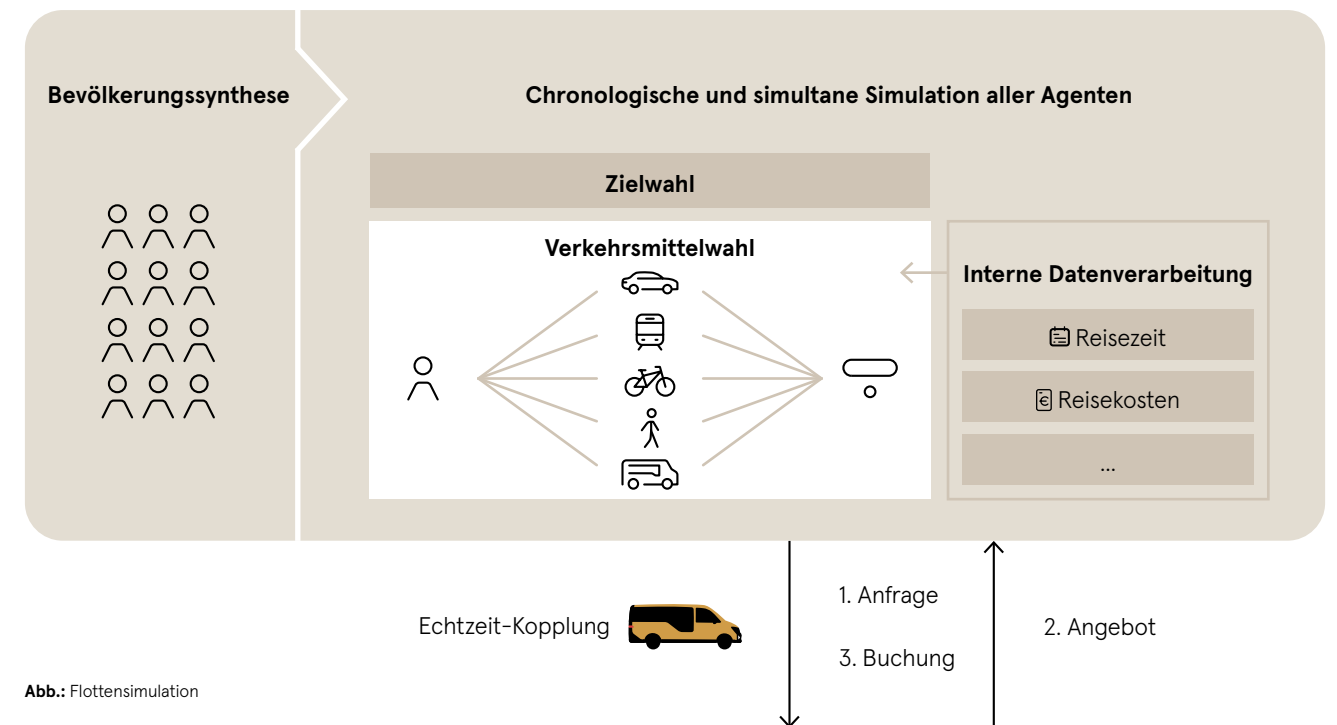 Bevölkerungssynthese
Chronologische und simultane Simulation aller Agenten
Zielwahl
Verkehrsmittelwahl
Interne Datenverarbeitung
Reisezeit
€ Reisekosten
...
Echtzeit-Kopplung
1. Anfrage
3. Buchung
2. Angebot
Abb.: Flottensimulation